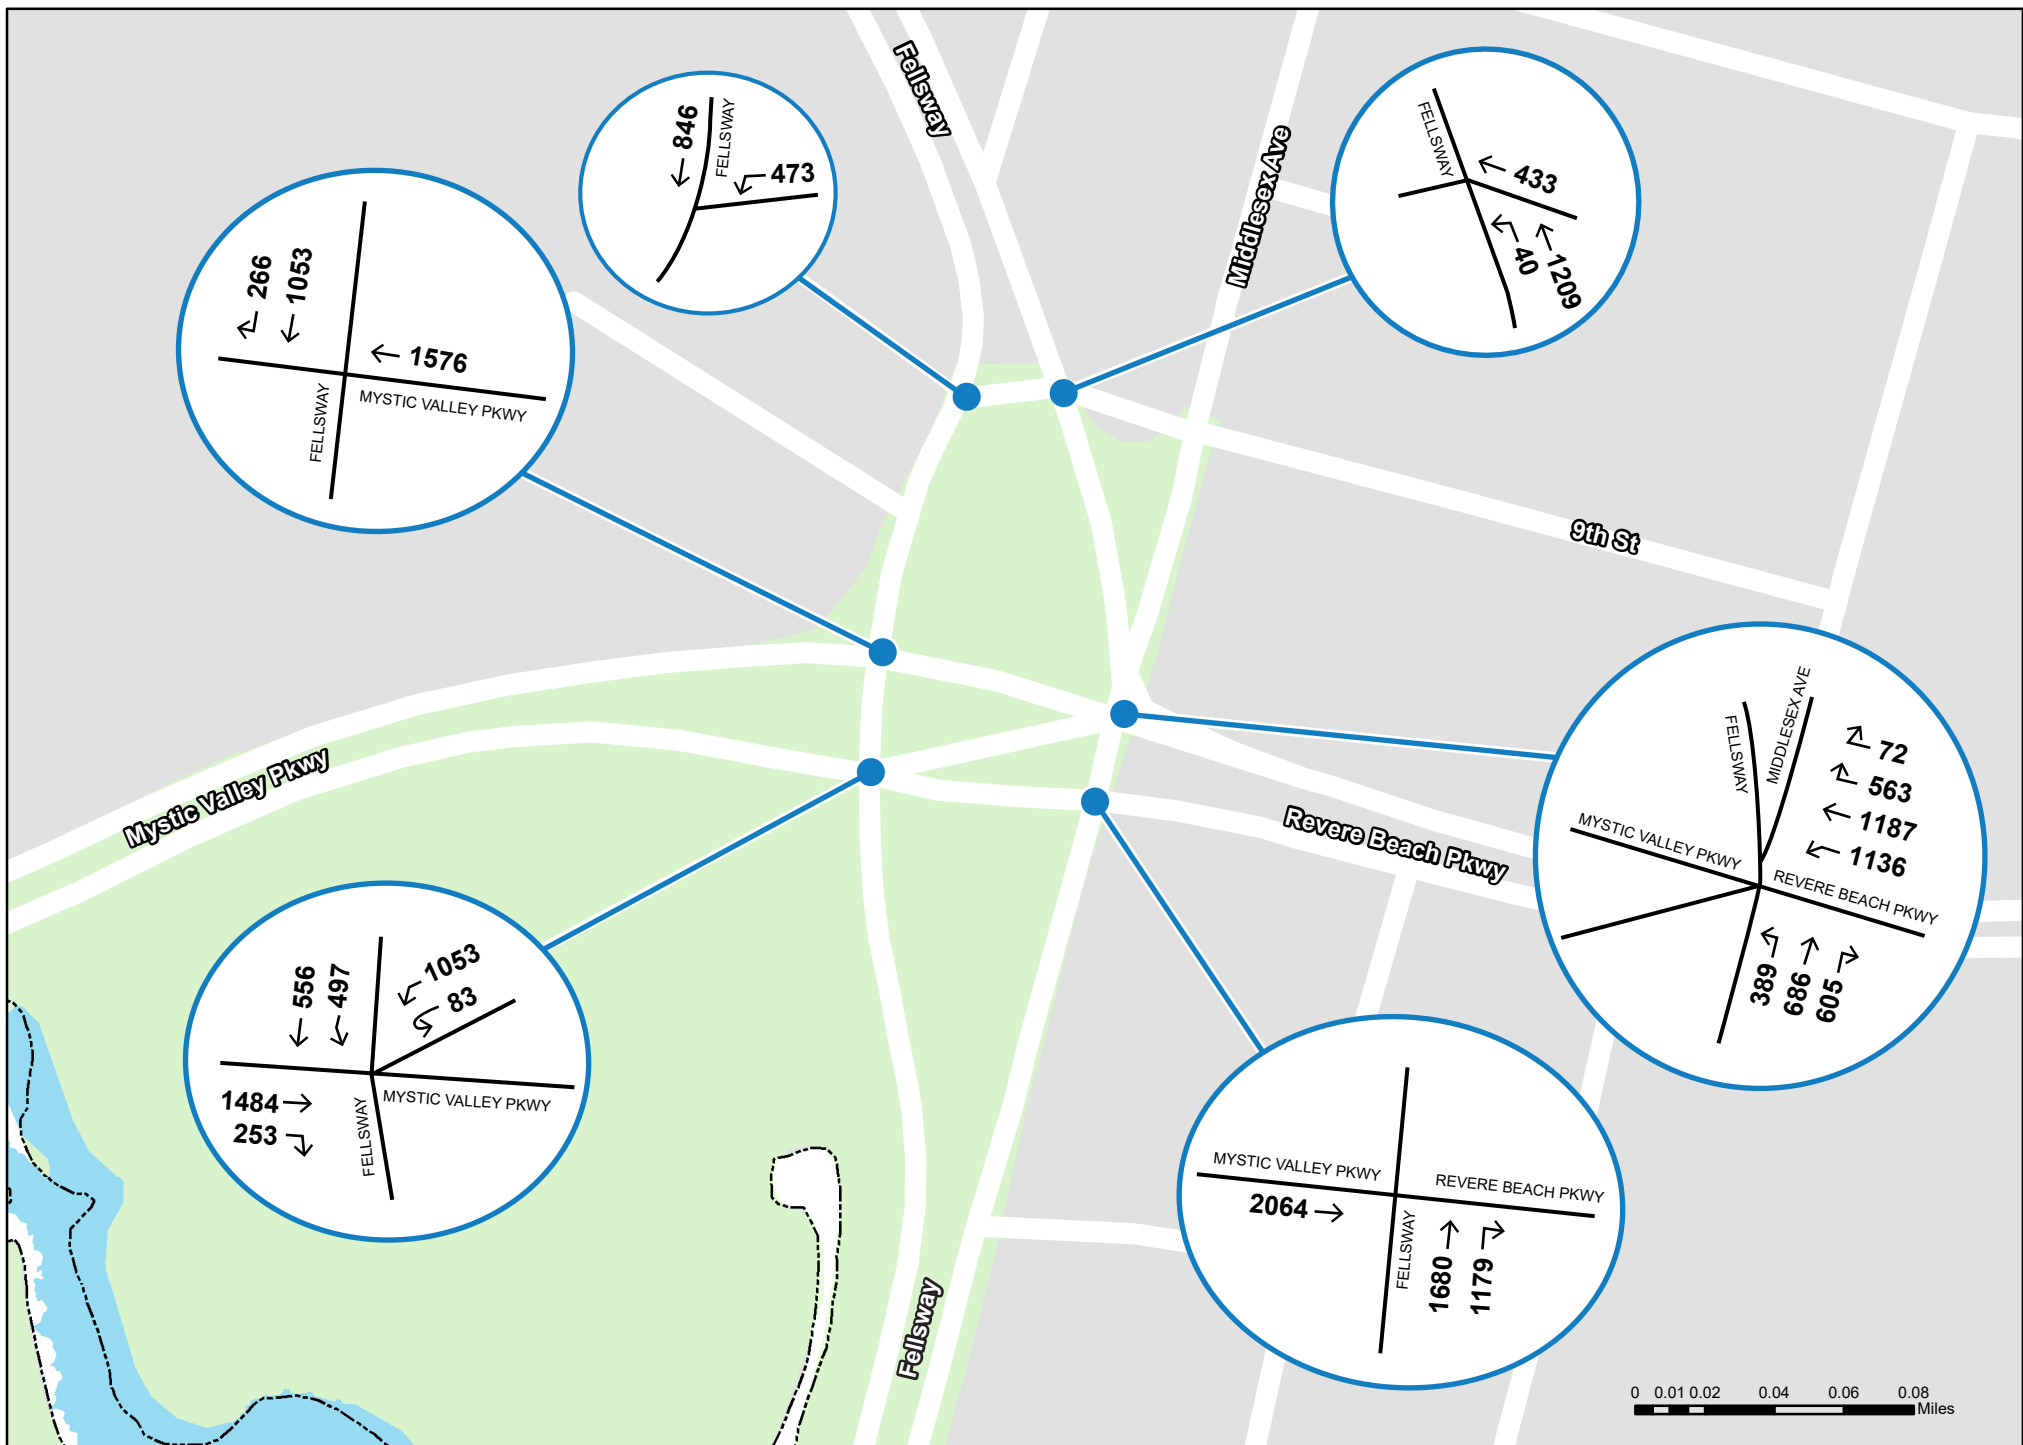 Fellsway
Middlesex Ave
9th St
Mystic Valley Pkwy
Revere Beach Pkwy
Fellsway
846
FELLSWAY
473
FELLSWAY
433
40
1209
266
1053
1576
FELLSWAY
MYSTIC VALLEY PKWY
FELLSWAY
MIDDLESEX AVE
72
563
1187
1136
MYSTIC VALLEY PKWY
REVERE BEACH PKWY
389
686
605
556
497
1053
83
1484
253
FELLSWAY
MYSTIC VALLEY PKWY
MYSTIC VALLEY PKWY
REVERE BEACH PKWY
2064
FELLSWAY
1680
1179
0 0.01 0.02 0.04 0.06 0.08
Miles